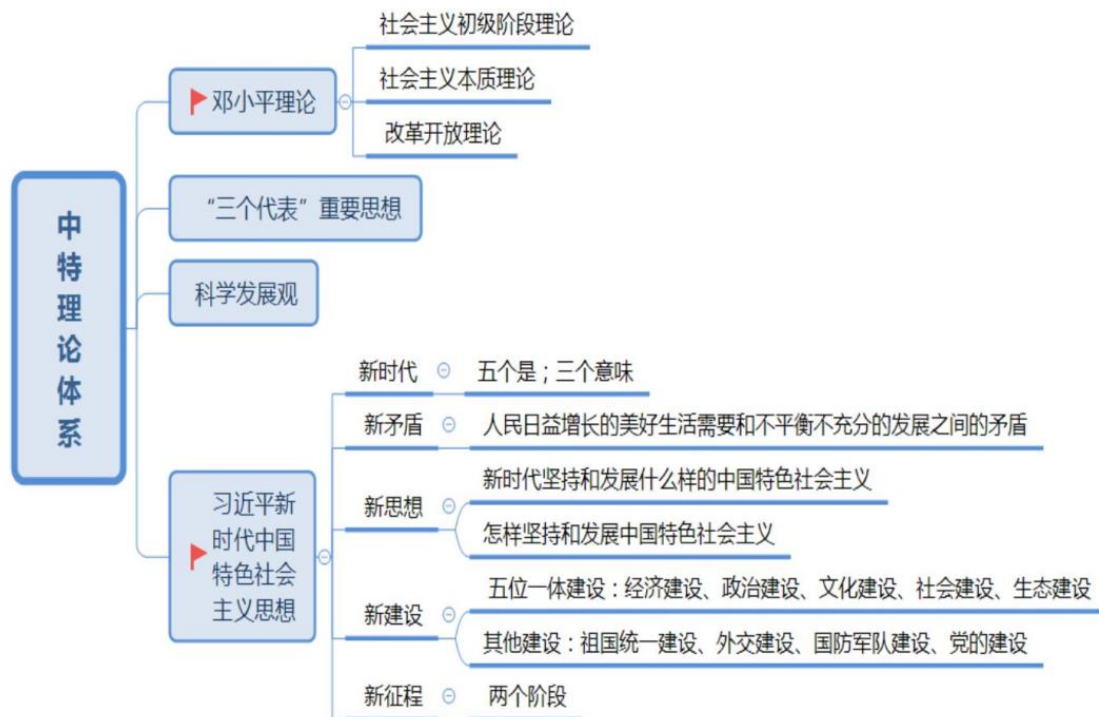 中特理论体系
邓小平理论
社会主义初级阶段理论
社会主义本质理论
改革开放理论
“三个代表”重要思想
科学发展观
习近平新
时代中国
特色社会
主义思想
新时代
五个是；三个意味
新矛盾
人民日益增长的美好生活需要和不平衡不充分的发展之间的矛盾
新思想
新时代坚持和发展什么样的中国特色社会主义
怎样坚持和发展中国特色社会主义
新建设
五位一体建设：经济建设、政治建设、文化建设、社会建设、生态建设
其他建设：祖国统一建设、外交建设、国防军队建设、党的建设
新征程
两个阶段